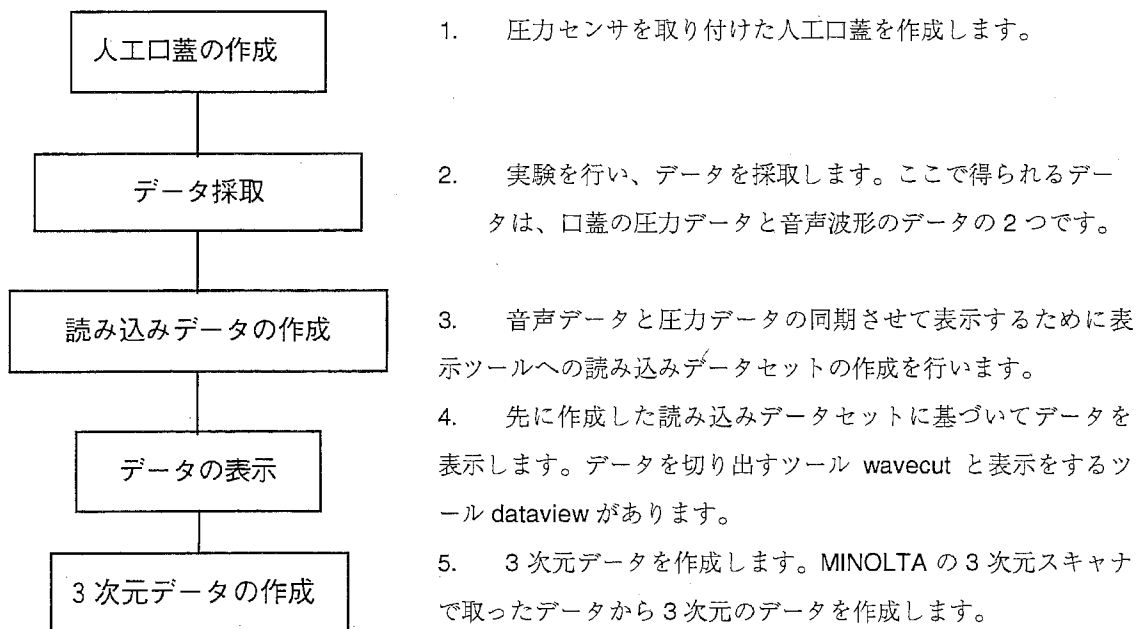 人工口蓋の作成
データ採取
読み込みデータの作成
データの表示
3次元データの作成
1. 圧力センサを取り付けた人工口蓋を作成します。
2. 実験を行い、データを採取します。ここで得られるデー
タは、口蓋の圧力データと音声波形のデータの2つです。
3. 音声データと圧力データの同期させて表示するために表
示ツールへの読み込みデータセットの作成を行います。
4. 先に作成した読み込みデータセットに基づいてデータを
表示します。データを切り出すツール wavecut と表示をするツ
ール dataview があります。
5. 3次元データを作成します。MINOLTA の3次元スキャナ
で取ったデータから3次元のデータを作成します。